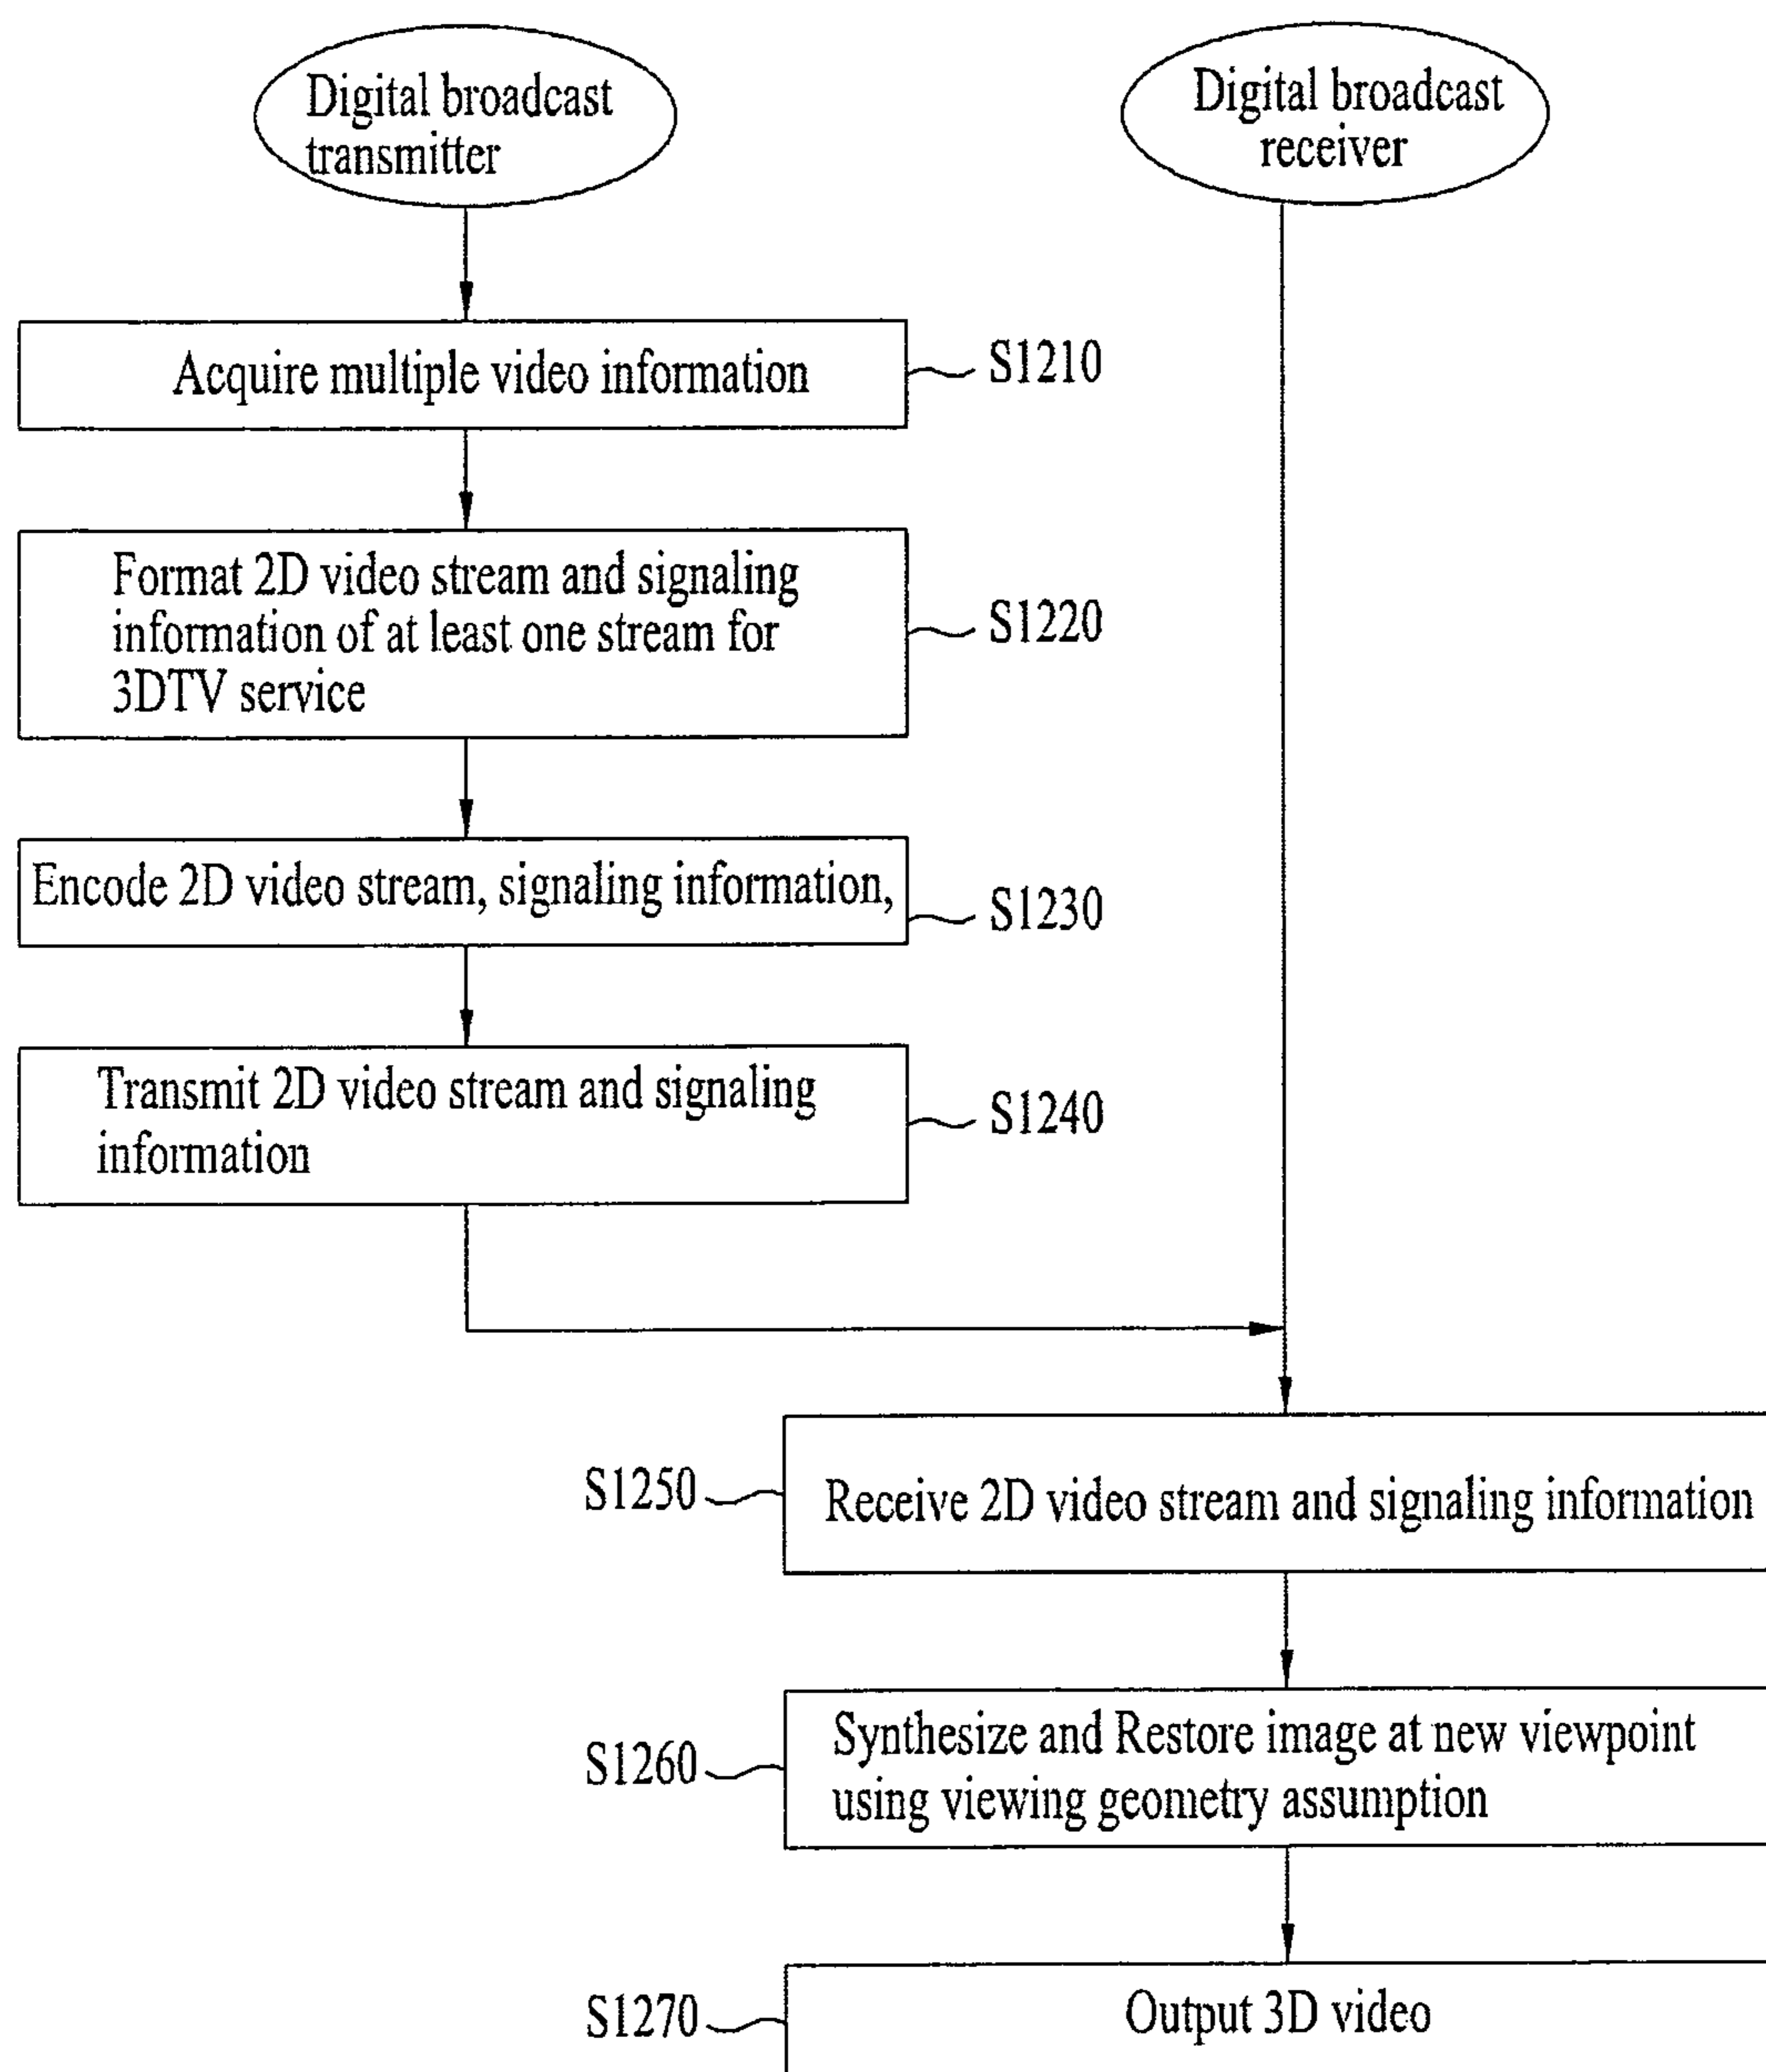 Digital broadcast
transmitter
Digital broadcast
receiver
Acquire multiple video information
S1210
Format 2D video stream and signaling
information of at least one stream for
3DTV service
S1220
Encode 2D video stream, signaling information,
S1230
Transmit 2D video stream and signaling
information
S1240
S1250
Receive 2D video stream and signaling information
S1260
Synthesize and Restore image at new viewpoint
using viewing geometry assumption
S1270
Output 3D video